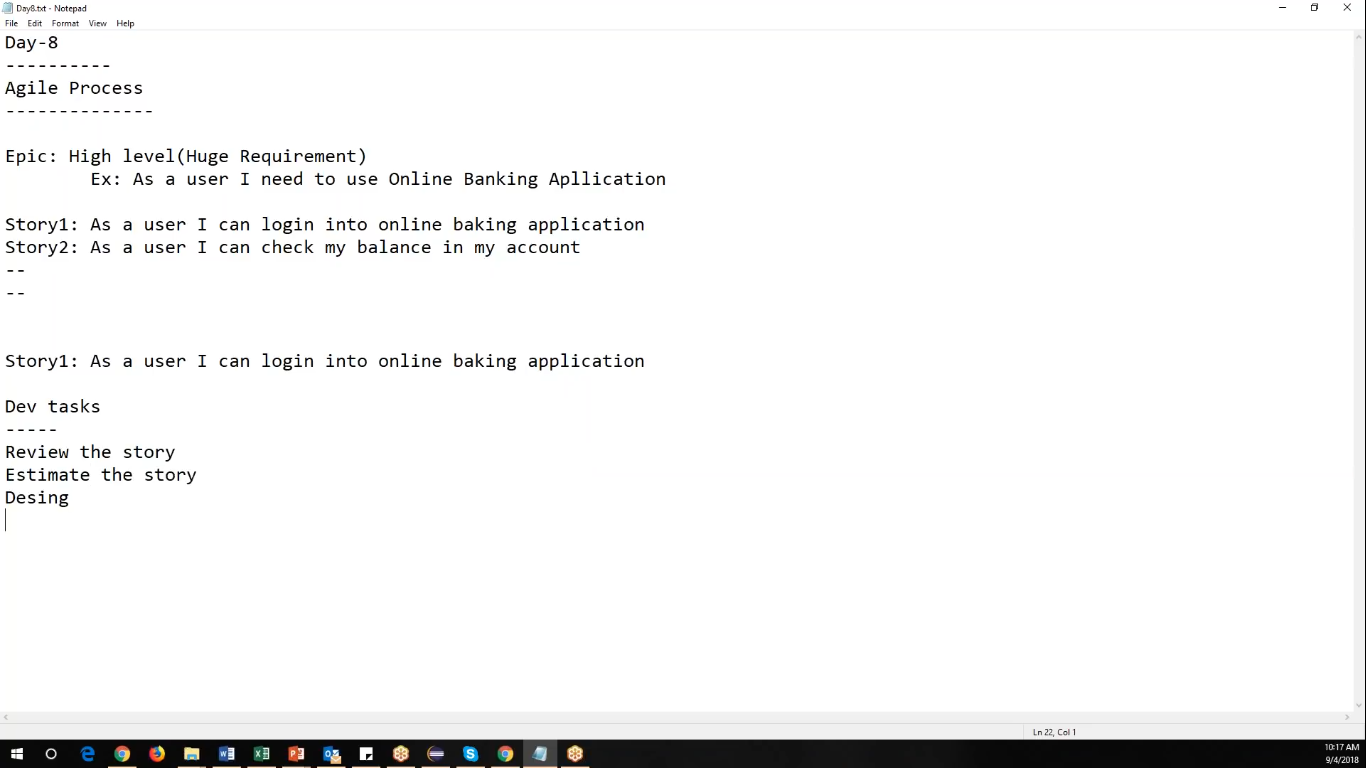 Day8.txt - Notepad
File Edit Format View Help
Day-8
----------
Agile Process
--------------
Epic: High level(Huge Requirement)
Ex: As a user I need to use Online Banking Apllication
Story1: As a user I can login into online baking application
Story2: As a user I can check my balance in my account
--
--
Story1: As a user I can login into online baking application
Dev tasks
-----
Review the story
Estimate the story
Desing
Ln 22, Col 1
10:17 AM
9/4/2018